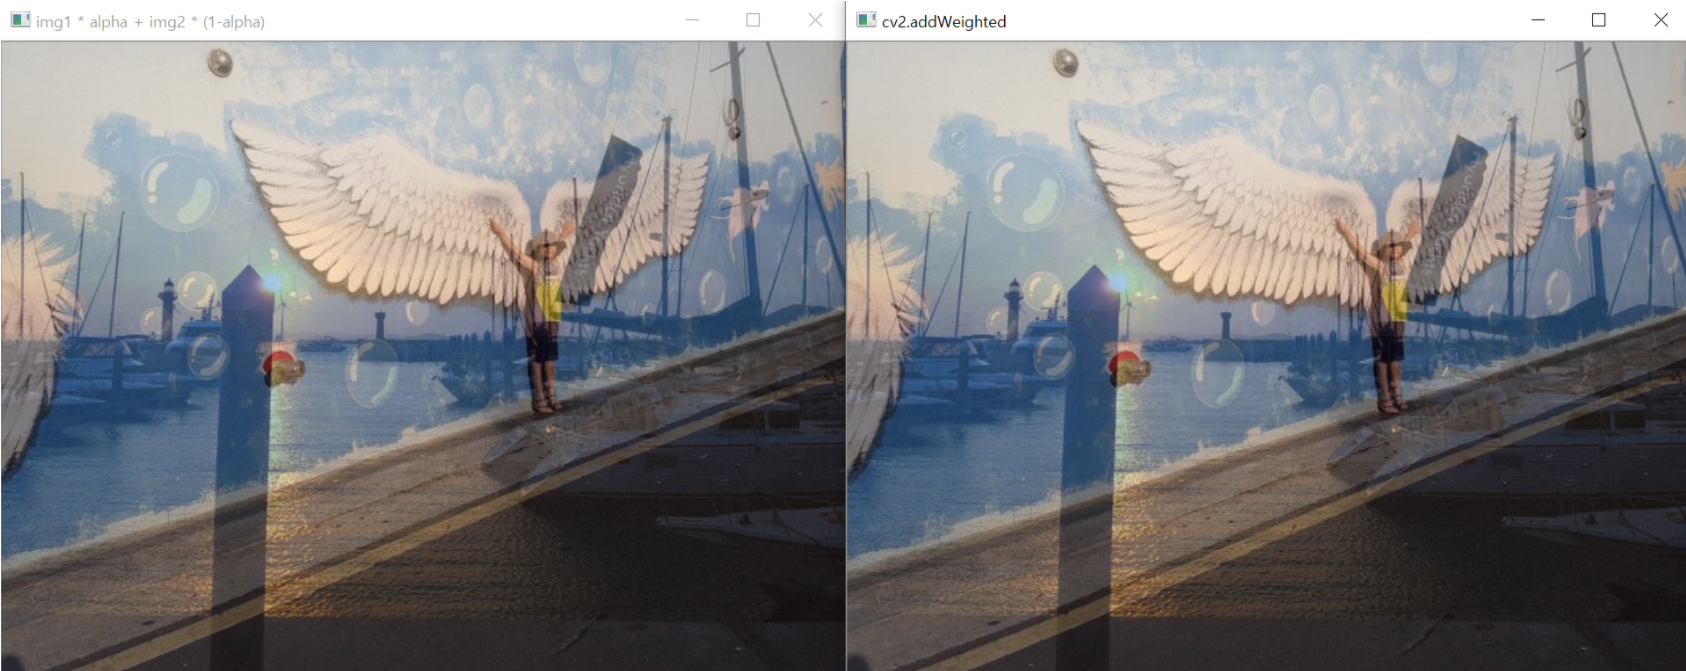 img1 * alpha + img2 * (1-alpha)
cv2.addWeighted